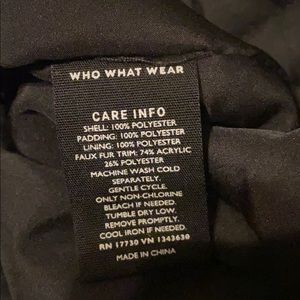 WHO WHAT WEAR
CARE INFO
SHELL: 100% POLYESTER
PADDING: 100% POLYESTER
LINING: 100% POLYESTER
FAUX FUR TRIM: 74% ACRYLIC
26% POLYESTER
MACHINE WASH COLD
SEPARATELY.
GENTLE CYCLE.
ONLY NON-CHLORINE
BLEACH IF NEEDED.
TUMBLE DRY LOW.
REMOVE PROMPTLY.
COOL IRON IF NEEDED.
RN 17730 VN 1243630
MADE IN CHINA